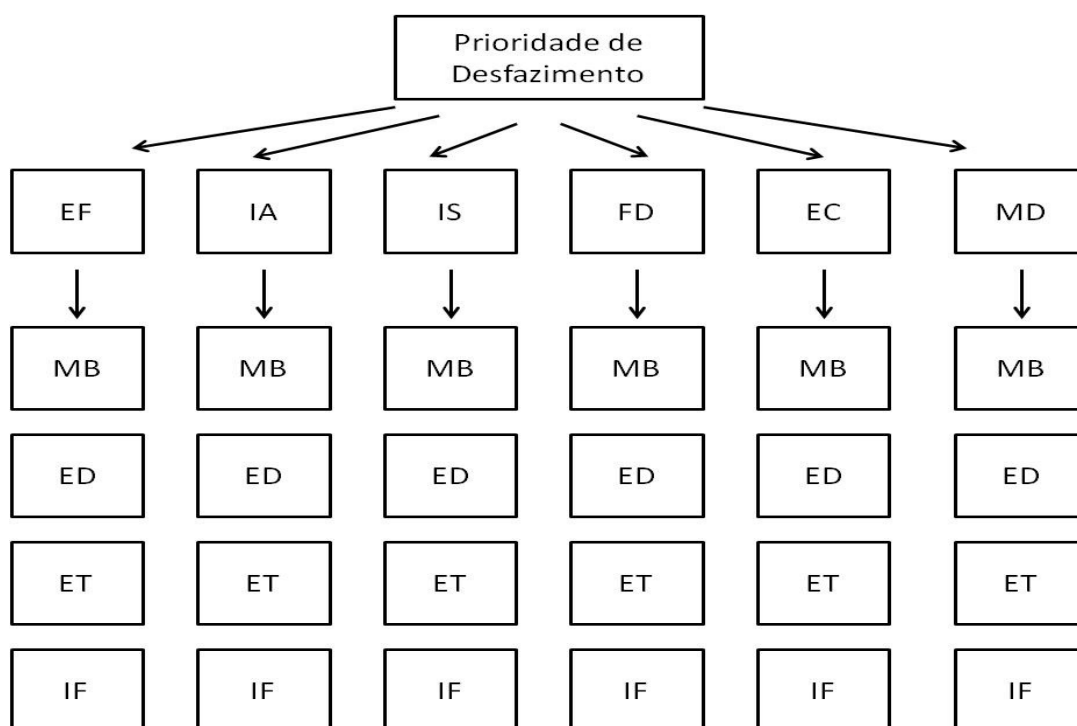 Prioridade de
Desfazimento
EF IA IS FD EC MD
MB MB MB MB MB MB
ED ED ED ED ED ED
ET ET ET ET ET ET
IF IF IF IF IF IF